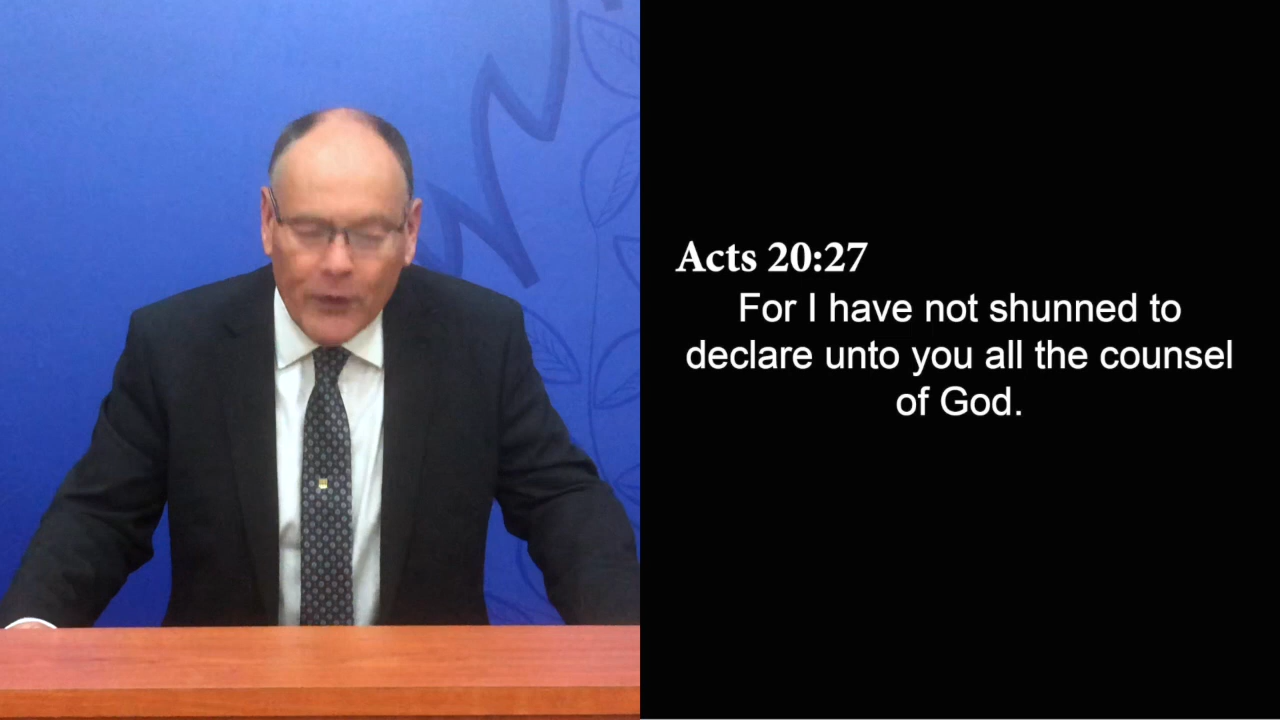 Acts 20:27
For I have not shunned to
declare unto you all the counsel
of God.